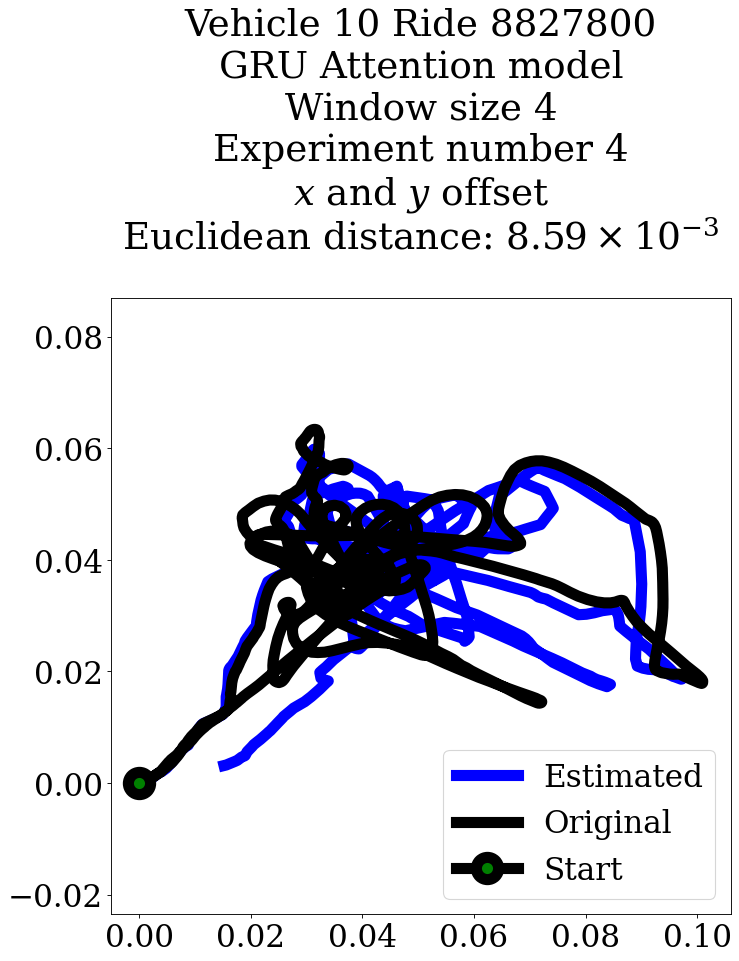 Vehicle 10 Ride 8827800
GRU Attention model
Window size 4
Experiment number 4
x and y offset
Euclidean distance: 8.59 × 10⁻³
0.08
0.06
0.04
0.02
0.00
−0.02
0.00 0.02 0.04 0.06 0.08 0.10
Estimated
Original
Start